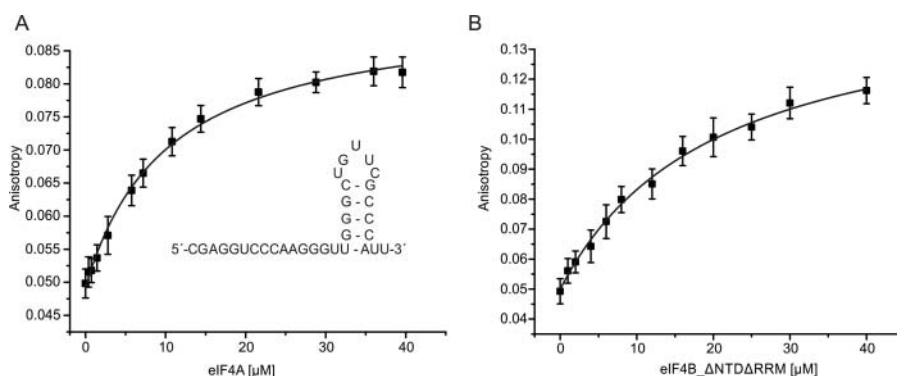 A
0.085
0.080
0.075
0.070
0.065
0.060
0.055
0.050
0.045
Anisotropy
0
10
20
30
40
eIF4A [µM]
U
G U
U C
C - G
G - C
G - C
G - C
5´-CGAGGUCCCAAGGGUU - AUU-3´
B
0.13
0.12
0.11
0.10
0.09
0.08
0.07
0.06
0.05
0.04
Anisotropy
0
10
20
30
40
eIF4B_ΔNTDΔRRM [µM]